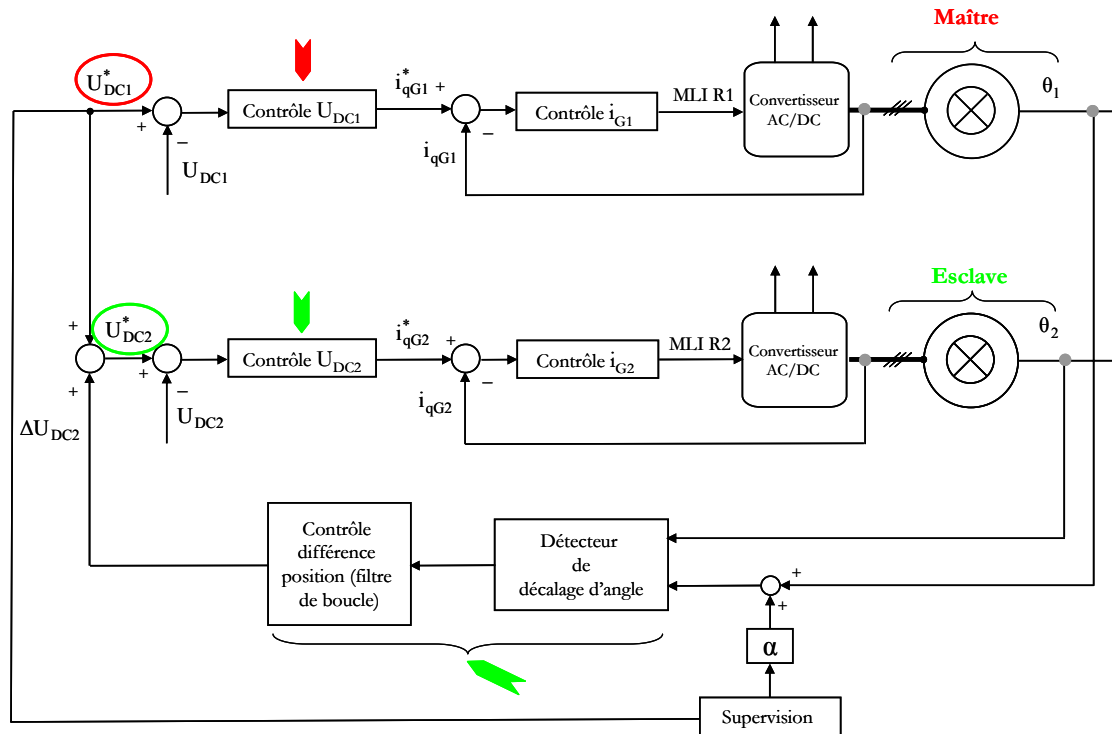 Maître
U*DC1
i*qG1
+
θ1
MLI R1
Contrôle UDC1
Contrôle iG1
Convertisseur
AC/DC
+
−
−
iqG1
UDC1
Esclave
U*DC2
i*qG2
θ2
+
+
MLI R2
Contrôle UDC2
Contrôle iG2
Convertisseur
AC/DC
+
−
−
+
UDC2
iqG2
ΔUDC2
Contrôle
différence
position (filtre
de boucle)
Détecteur
de
décalage d'angle
+
+
α
Supervision